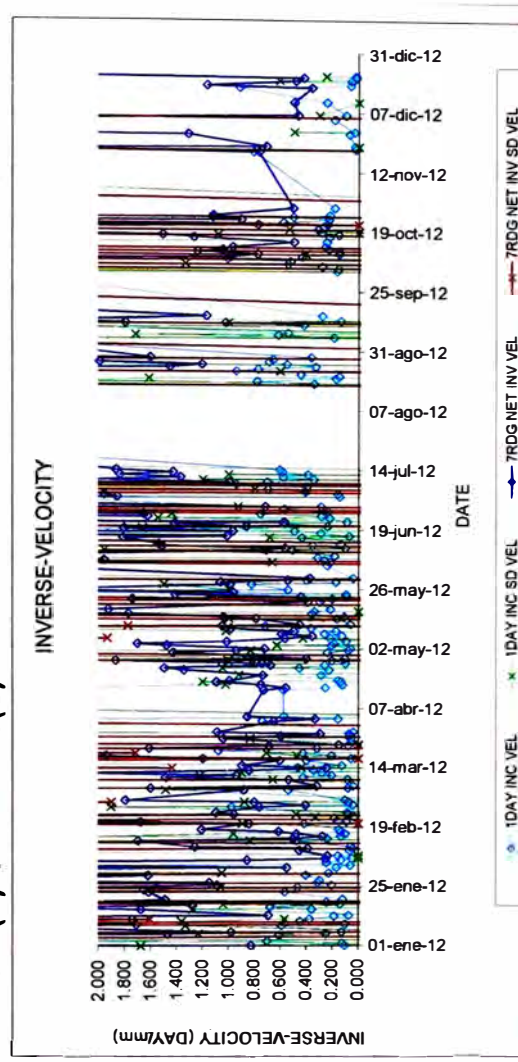 INVERSE-VELOCITY
INVERSE-VELOCITY (DAY/mm)
2.000
1.800
1.600
1.400
1.200
1.000
0.800
0.600
0.400
0.200
0.000
01-ene-12
25-ene-12
19-feb-12
14-mar-12
07-abr-12
02-may-12
26-may-12
19-jun-12
14-jul-12
07-ago-12
31-ago-12
25-sep-12
19-oct-12
12-nov-12
07-dic-12
31-dic-12
DATE
1DAY INC VEL 1DAY INC SD VEL 7RDG NET INV VEL 7RDG NET INV SD VEL